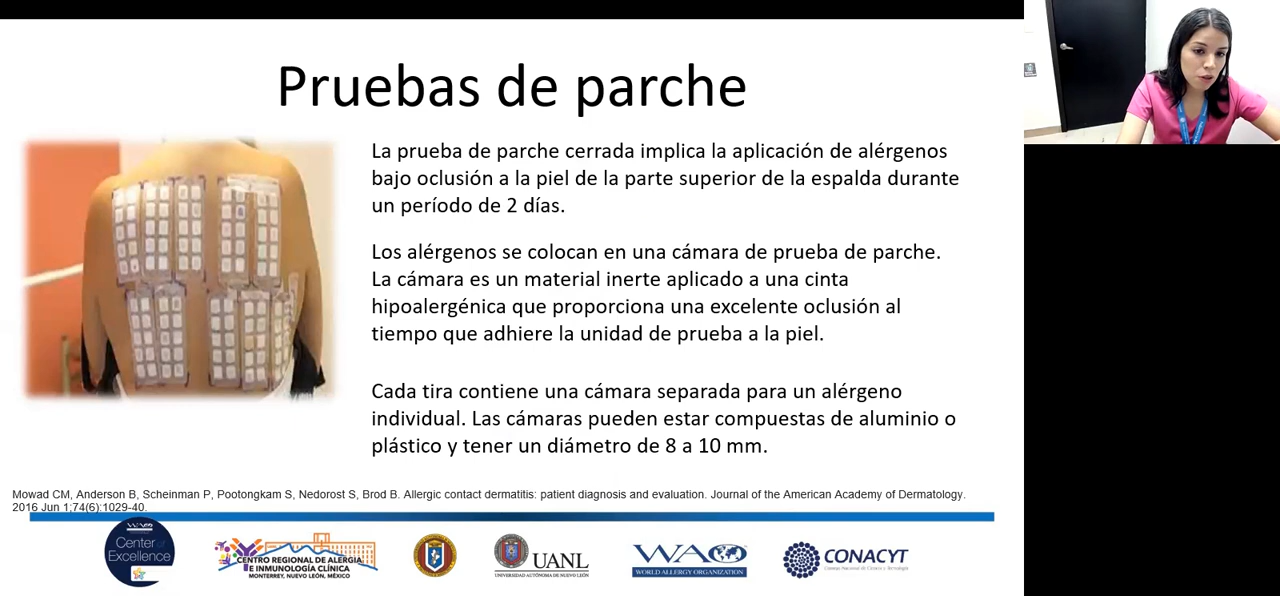 Pruebas de parche
La prueba de parche cerrada implica la aplicación de alérgenos
bajo oclusión a la piel de la parte superior de la espalda durante
un período de 2 días.
Los alérgenos se colocan en una cámara de prueba de parche.
La cámara es un material inerte aplicado a una cinta
hipoalergénica que proporciona una excelente oclusión al
tiempo que adhiere la unidad de prueba a la piel.
Cada tira contiene una cámara separada para un alérgeno
individual. Las cámaras pueden estar compuestas de aluminio o
plástico y tener un diámetro de 8 a 10 mm.
Mowad CM, Anderson B, Scheinman P, Pootongkam S, Nedorost S, Brod B. Allergic contact dermatitis: patient diagnosis and evaluation. Journal of the American Academy of Dermatology.
2016 Jun 1;74(6):1029-40.
WAO
Center of
Excellence
CENTRO REGIONAL DE ALERGIA
E INMUNOLOGÍA CLÍNICA
MONTERREY, NUEVO LEÓN, MÉXICO
UANL
UNIVERSIDAD AUTÓNOMA DE NUEVO LEÓN
WAO
WORLD ALLERGY ORGANIZATION
CONACYT
Consejo Nacional de Ciencia y Tecnología